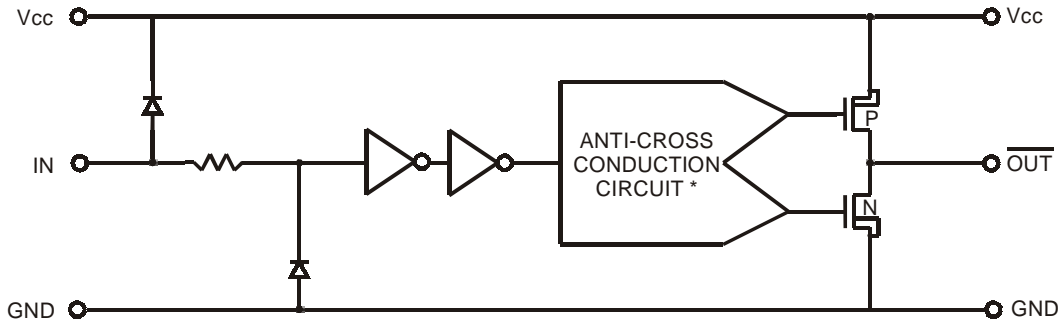 Vcc
Vcc
P
ANTI-CROSS
CONDUCTION
CIRCUIT *
IN
OUT
N
GND
GND